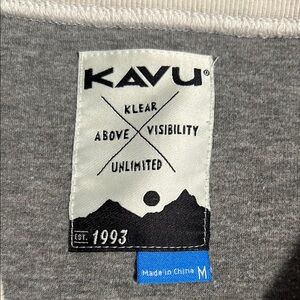 KAVU®
KLEAR
ABOVE VISIBILITY
UNLIMITED
EST. 1993
Made in China M